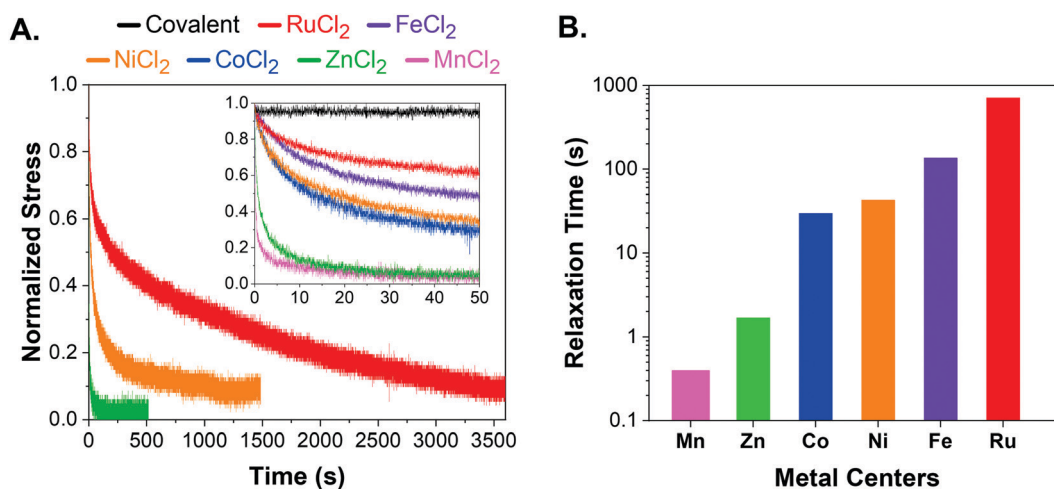 A.
Covalent RuCl2 FeCl2
NiCl2 CoCl2 ZnCl2 MnCl2
Normalized Stress
1.0
0.8
0.6
0.4
0.2
0.0
0 500 1000 1500 2000 2500 3000 3500
Time (s)
1.0
0.8
0.6
0.4
0.2
0.0
0 10 20 30 40 50
B.
Relaxation Time (s)
1000
100
10
1
0.1
Mn Zn Co Ni Fe Ru
Metal Centers